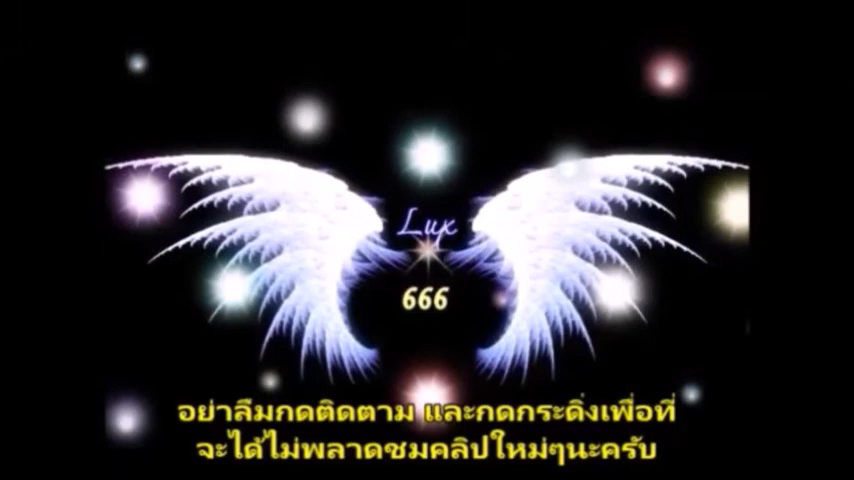 Lux
666
อย่าลืมกดติดตาม และกดกระดิ่งเพื่อที่
จะได้ไม่พลาดชมคลิปใหม่ๆนะครับ